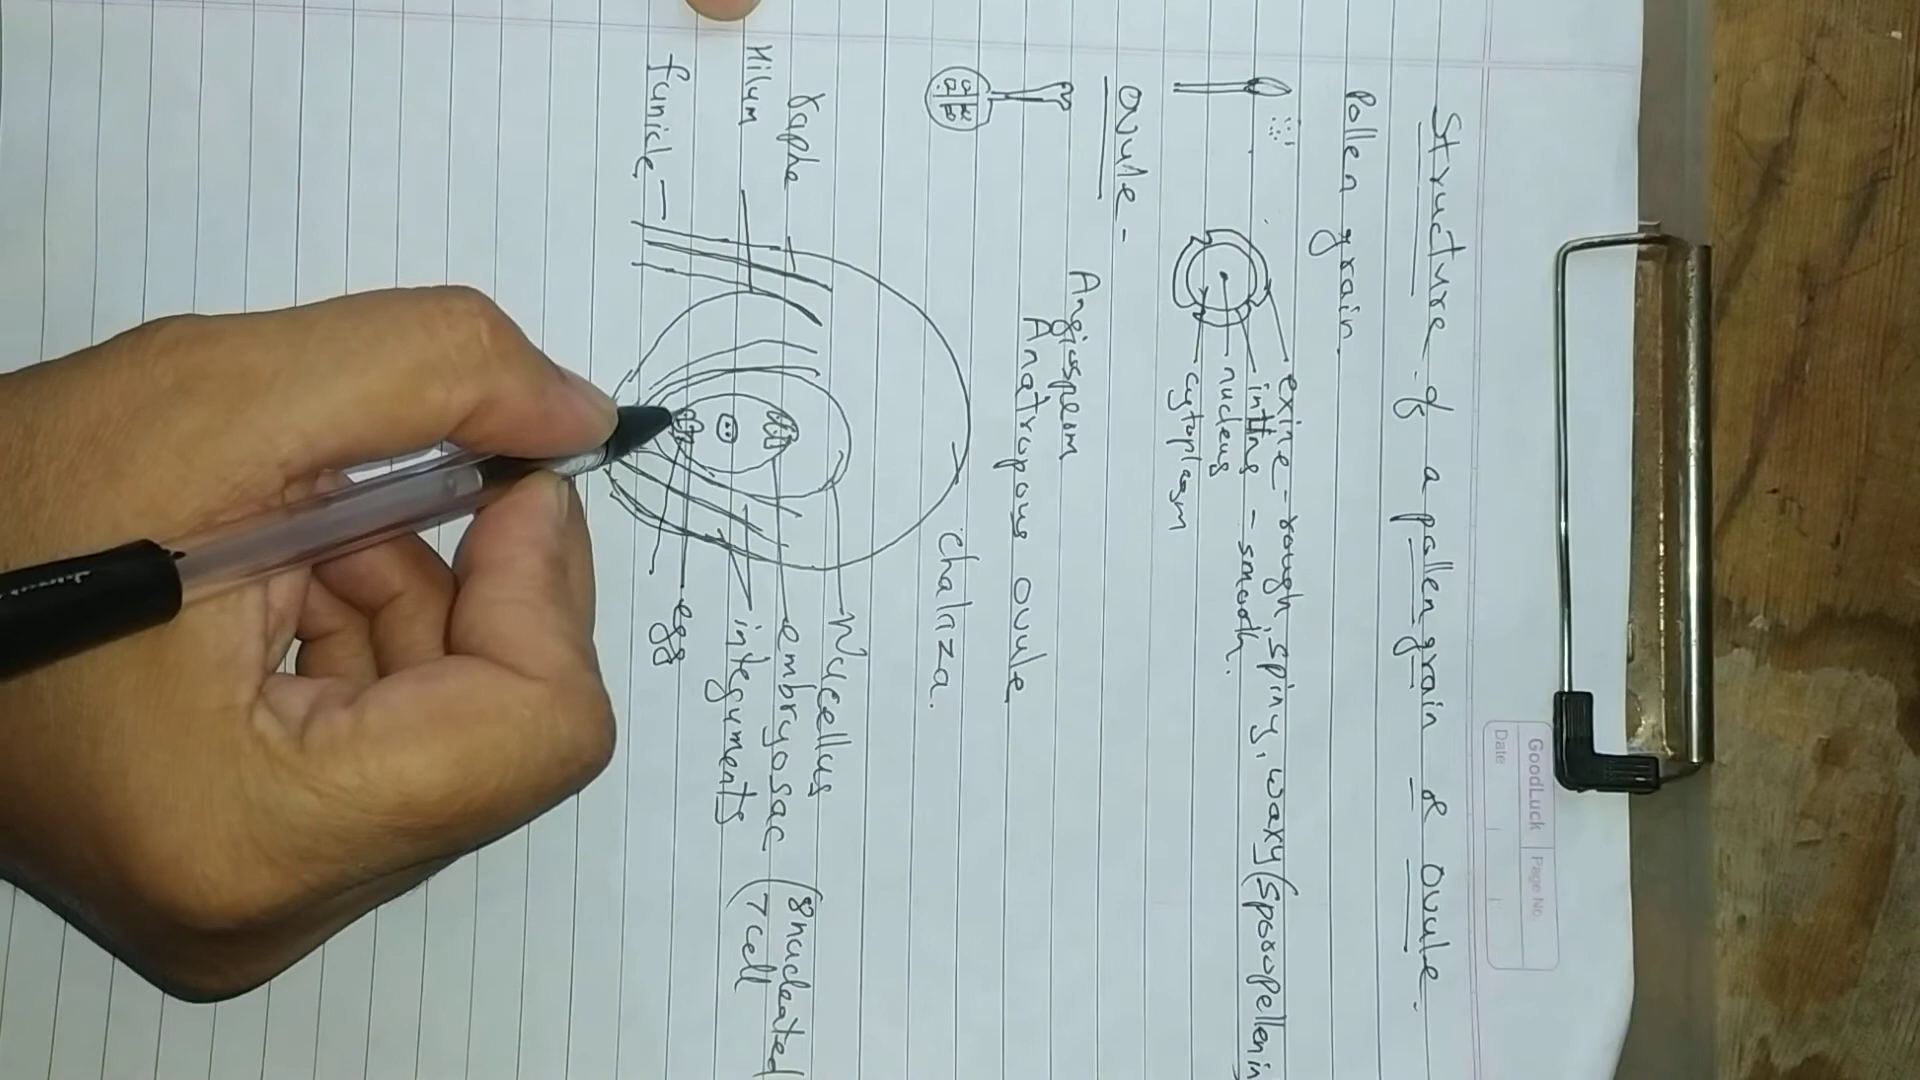 GoodLuck Page No.
Date
Structure of a pollen grain & ovule.
Pollen grain.
exine - rough, spiny, waxy (sporopellenin
intine - smooth.
nucleus
cytoplasm
Ovule -
Angiosperm
Anatropous ovule
chalaza.
raphe
Hilum
funicle
Nucellus
embryosac (8 nucleated
7 cell
integuments
egg